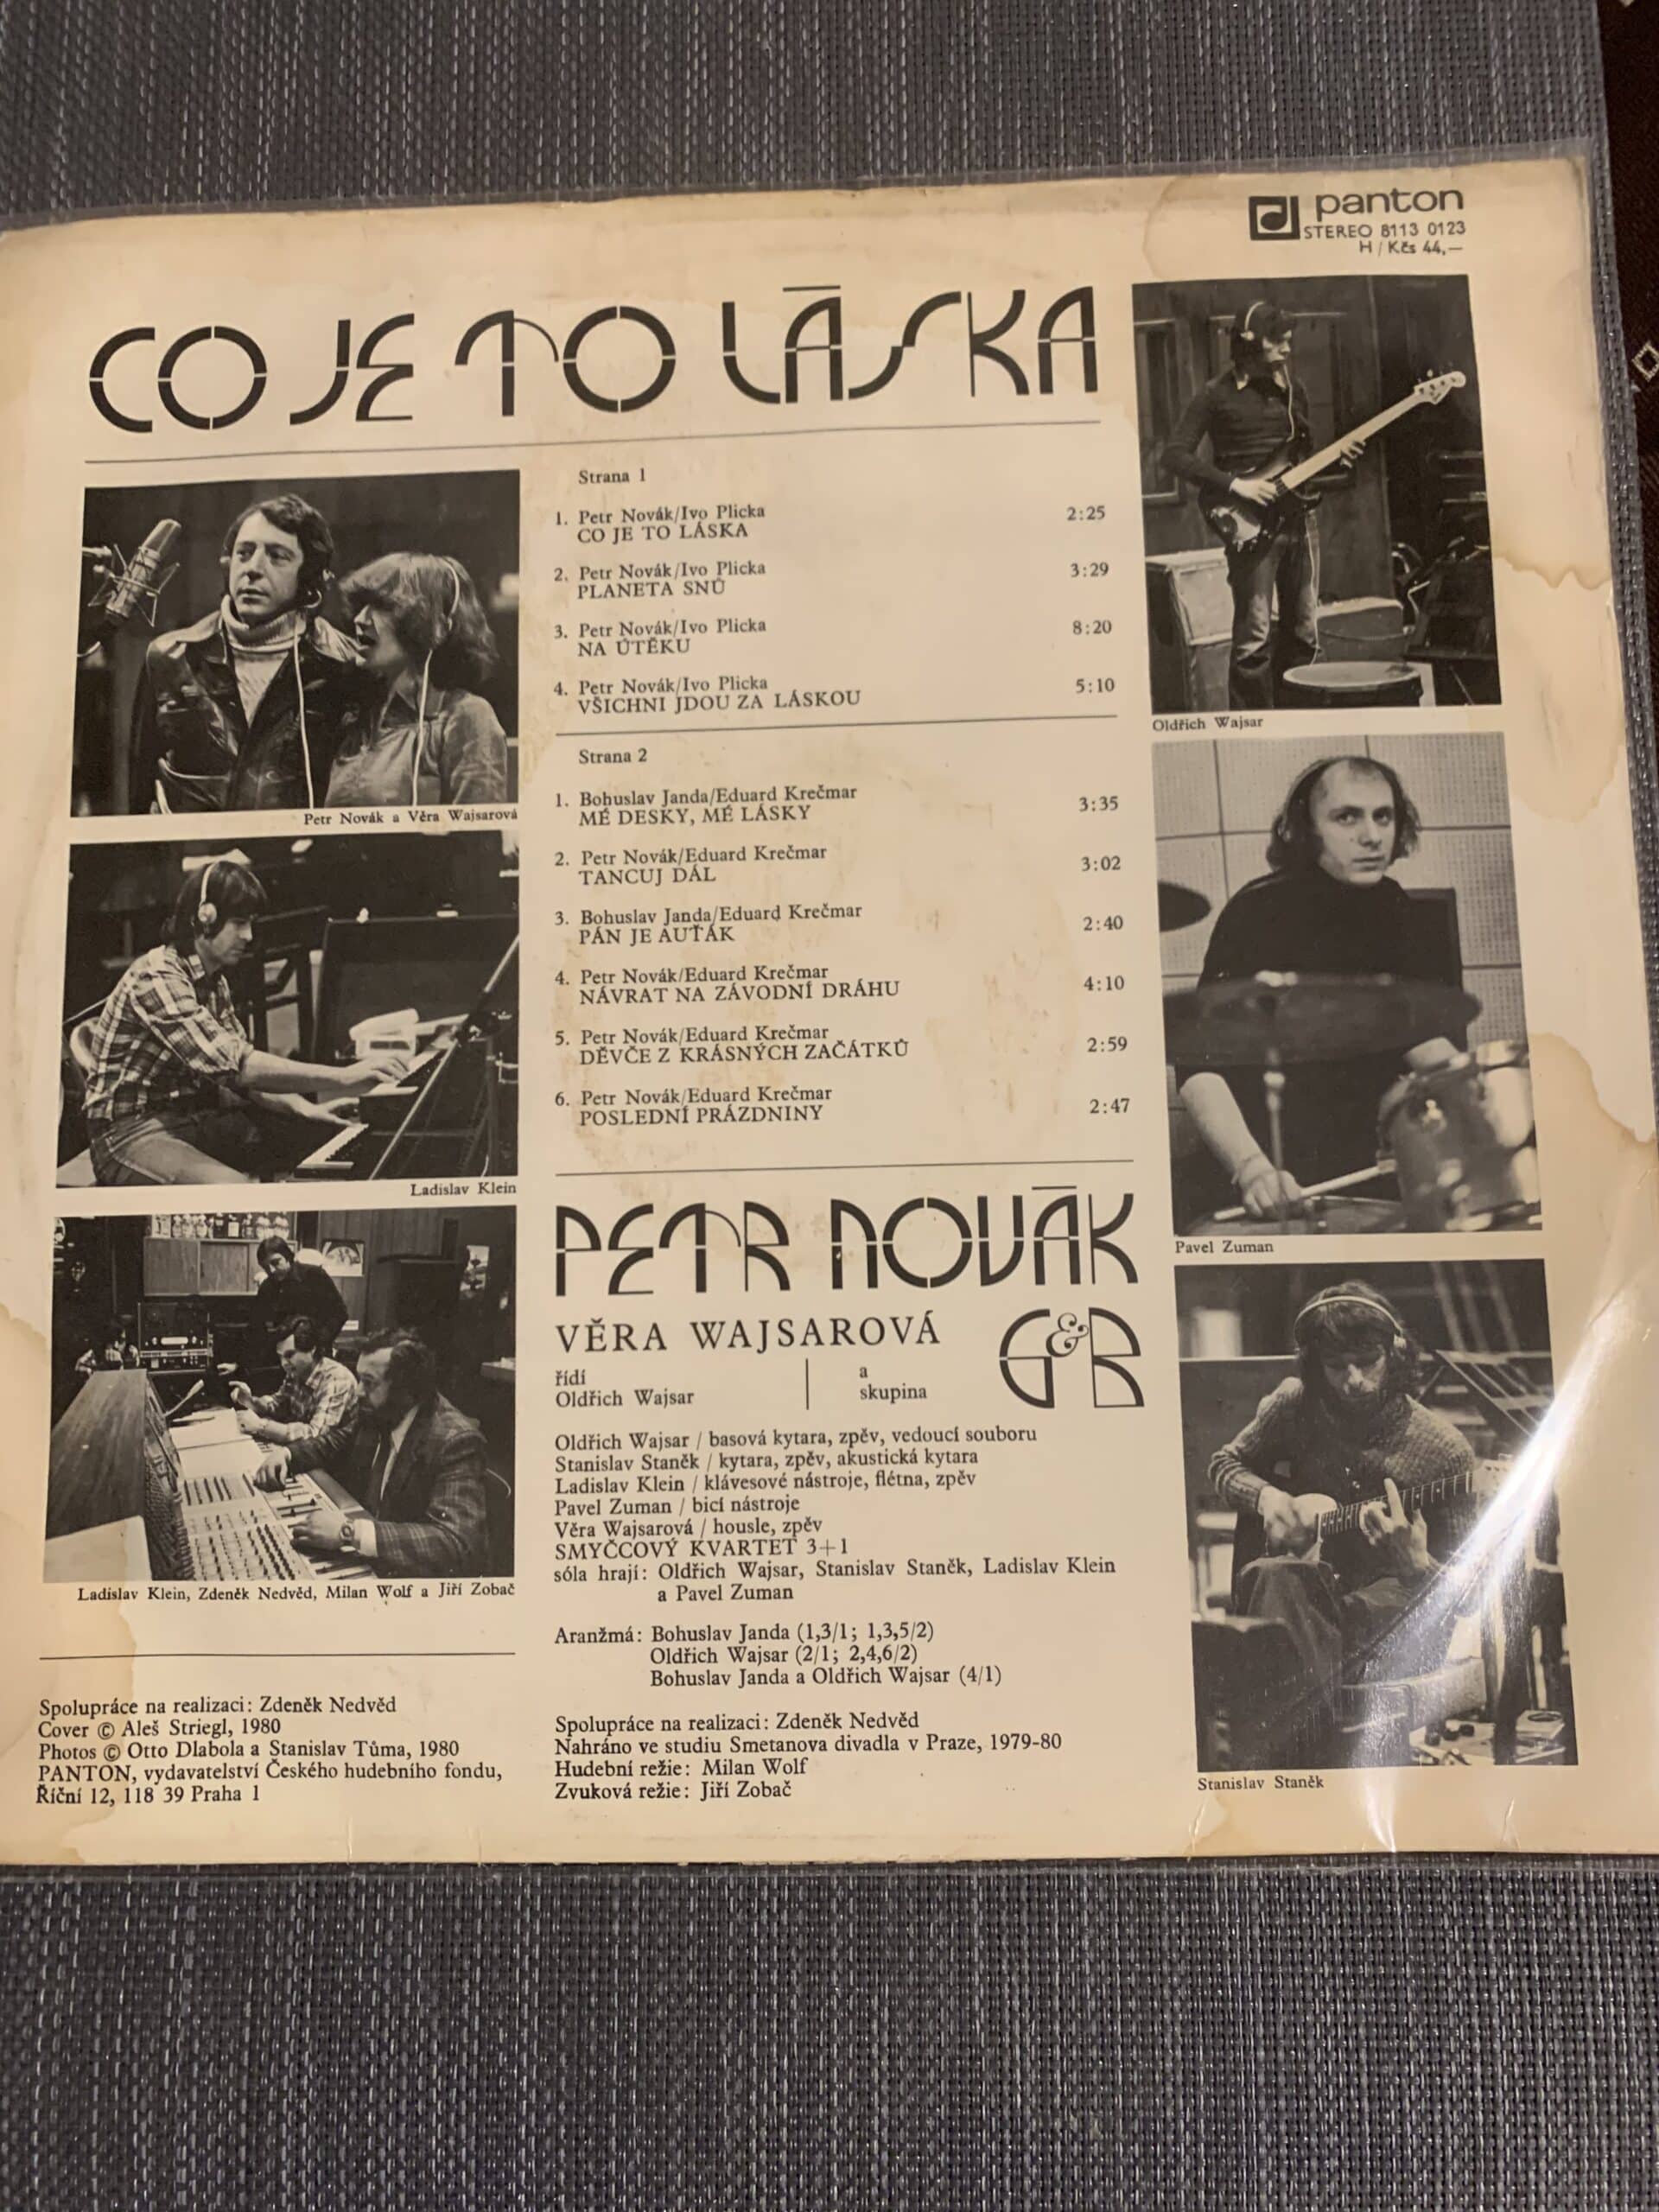 panton
STEREO 8113 0123
H / Kčs 44,—
CO JE TO LÁSKA
Strana 1
1. Petr Novák/Ivo Plicka
CO JE TO LÁSKA 2:25
2. Petr Novák/Ivo Plicka
PLANETA SNŮ 3:29
3. Petr Novák/Ivo Plicka
NA ÚTĚKU 8:20
4. Petr Novák/Ivo Plicka
VŠICHNI JDOU ZA LÁSKOU 5:10
Strana 2
1. Bohuslav Janda/Eduard Krečmar
MÉ DESKY, MÉ LÁSKY 3:35
2. Petr Novák/Eduard Krečmar
TANCUJ DÁL 3:02
3. Bohuslav Janda/Eduard Krečmar
PÁN JE AUŤÁK 2:40
4. Petr Novák/Eduard Krečmar
NÁVRAT NA ZÁVODNÍ DRÁHU 4:10
5. Petr Novák/Eduard Krečmar
DĚVČE Z KRÁSNÝCH ZAČÁTKŮ 2:59
6. Petr Novák/Eduard Krečmar
POSLEDNÍ PRÁZDNINY 2:47
Petr Novák a Věra Wajsarová
Ladislav Klein
Ladislav Klein, Zdeněk Nedvěd, Milan Wolf a Jiří Zobač
Oldřich Wajsar
Pavel Zuman
Stanislav Staněk
PETR NOVÁK
VĚRA WAJSAROVÁ
G&B
řídí
Oldřich Wajsar
a
skupina
Oldřich Wajsar / basová kytara, zpěv, vedoucí souboru
Stanislav Staněk / kytara, zpěv, akustická kytara
Ladislav Klein / klávesové nástroje, flétna, zpěv
Pavel Zuman / bicí nástroje
Věra Wajsarová / housle, zpěv
SMYČCOVÝ KVARTET 3+1
sóla hrají: Oldřich Wajsar, Stanislav Staněk, Ladislav Klein
a Pavel Zuman
Aranžmá: Bohuslav Janda (1,3/1; 1,3,5/2)
Oldřich Wajsar (2/1; 2,4,6/2)
Bohuslav Janda a Oldřich Wajsar (4/1)
Spolupráce na realizaci: Zdeněk Nedvěd
Nahráno ve studiu Smetanova divadla v Praze, 1979-80
Hudební režie: Milan Wolf
Zvuková režie: Jiří Zobač
Spolupráce na realizaci: Zdeněk Nedvěd
Cover © Aleš Striegl, 1980
Photos © Otto Dlabola a Stanislav Tůma, 1980
PANTON, vydavatelství Českého hudebního fondu,
Říční 12, 118 39 Praha 1